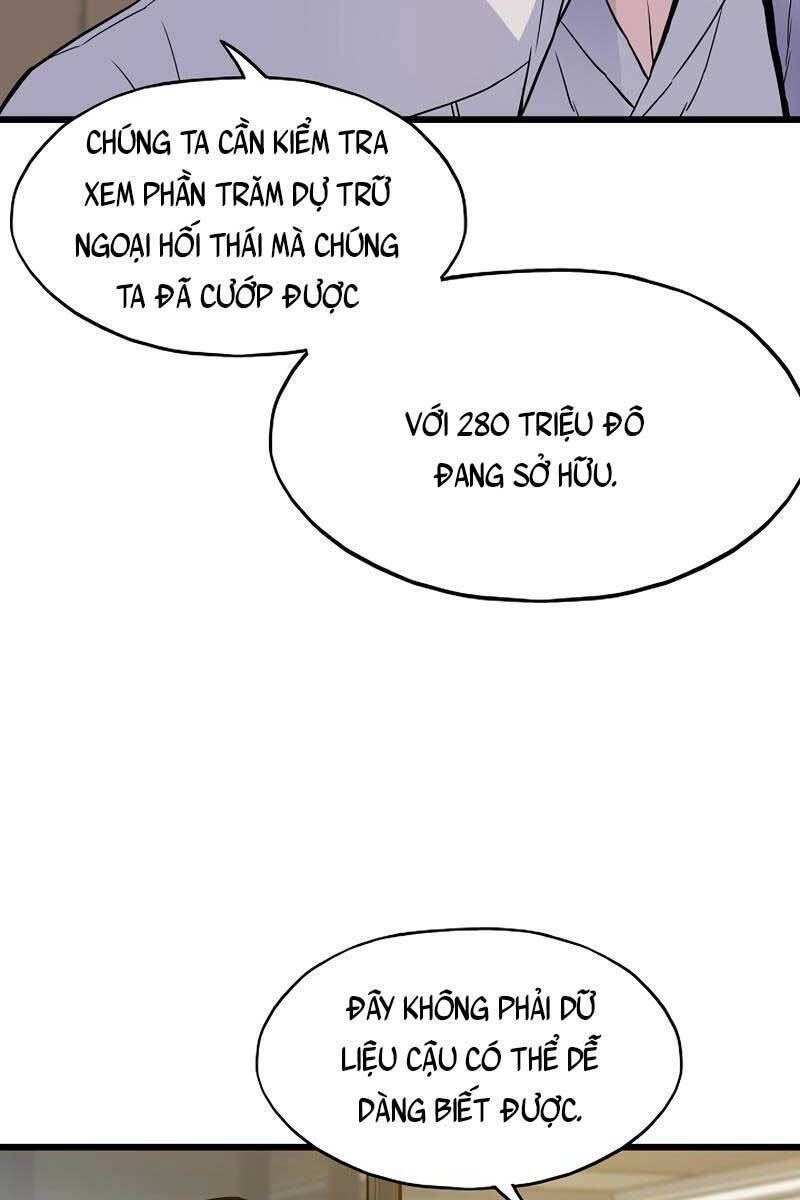 CHÚNG TA CẦN KIỂM TRA
XEM PHẦN TRĂM DỰ TRỮ
NGOẠI HỐI THÁI MÀ CHÚNG
TA ĐÃ CƯỚP ĐƯỢC
VỚI 280 TRIỆU ĐÔ
ĐANG SỞ HỮU.
ĐÂY KHÔNG PHẢI DỮ
LIỆU CẬU CÓ THỂ DỄ
DÀNG BIẾT ĐƯỢC.